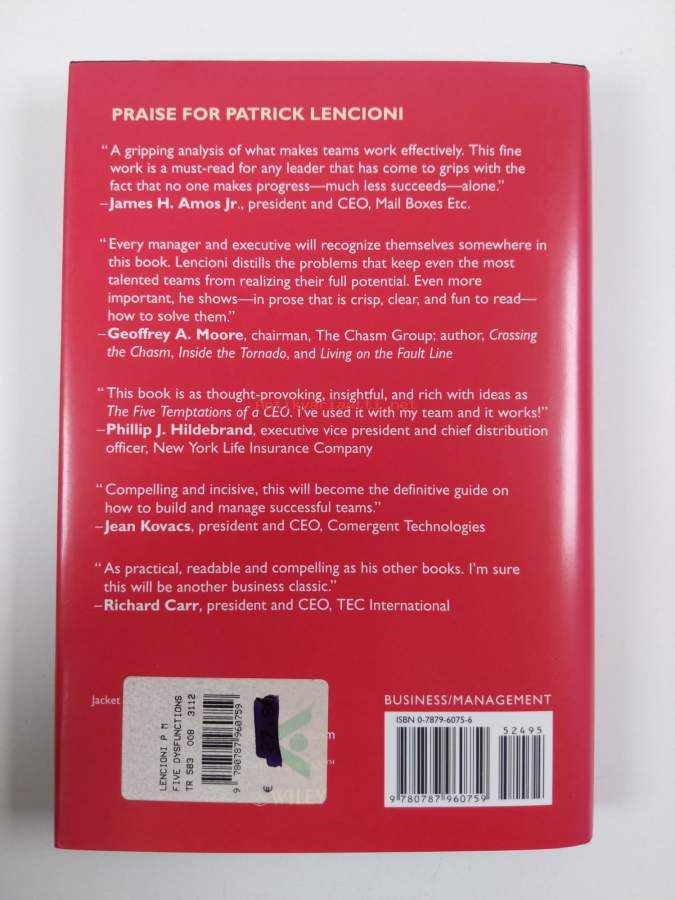 PRAISE FOR PATRICK LENCIONI
“A gripping analysis of what makes teams work effectively. This fine
work is a must-read for any leader that has come to grips with the
fact that no one makes progress—much less succeeds—alone.”
–James H. Amos Jr., president and CEO, Mail Boxes Etc.
“Every manager and executive will recognize themselves somewhere in
this book. Lencioni distills the problems that keep even the most
talented teams from realizing their full potential. Even more
important, he shows—in prose that is crisp, clear, and fun to read—
how to solve them.”
–Geoffrey A. Moore, chairman, The Chasm Group; author, Crossing
the Chasm, Inside the Tornado, and Living on the Fault Line
“This book is as thought-provoking, insightful, and rich with ideas as
The Five Temptations of a CEO. I’ve used it with my team and it works!”
–Phillip J. Hildebrand, executive vice president and chief distribution
officer, New York Life Insurance Company
“Compelling and incisive, this will become the definitive guide on
how to build and manage successful teams.”
–Jean Kovacs, president and CEO, Comergent Technologies
“As practical, readable and compelling as his other books. I’m sure
this will be another business classic.”
–Richard Carr, president and CEO, TEC International
Jacket
LENCIONI P M
FIVE DYSFUNCTIONS
TR 583 008 3112
9 780787 960759
€
WILEY
BUSINESS/MANAGEMENT
ISBN 0-7879-6075-6
52495
9 780787 960759